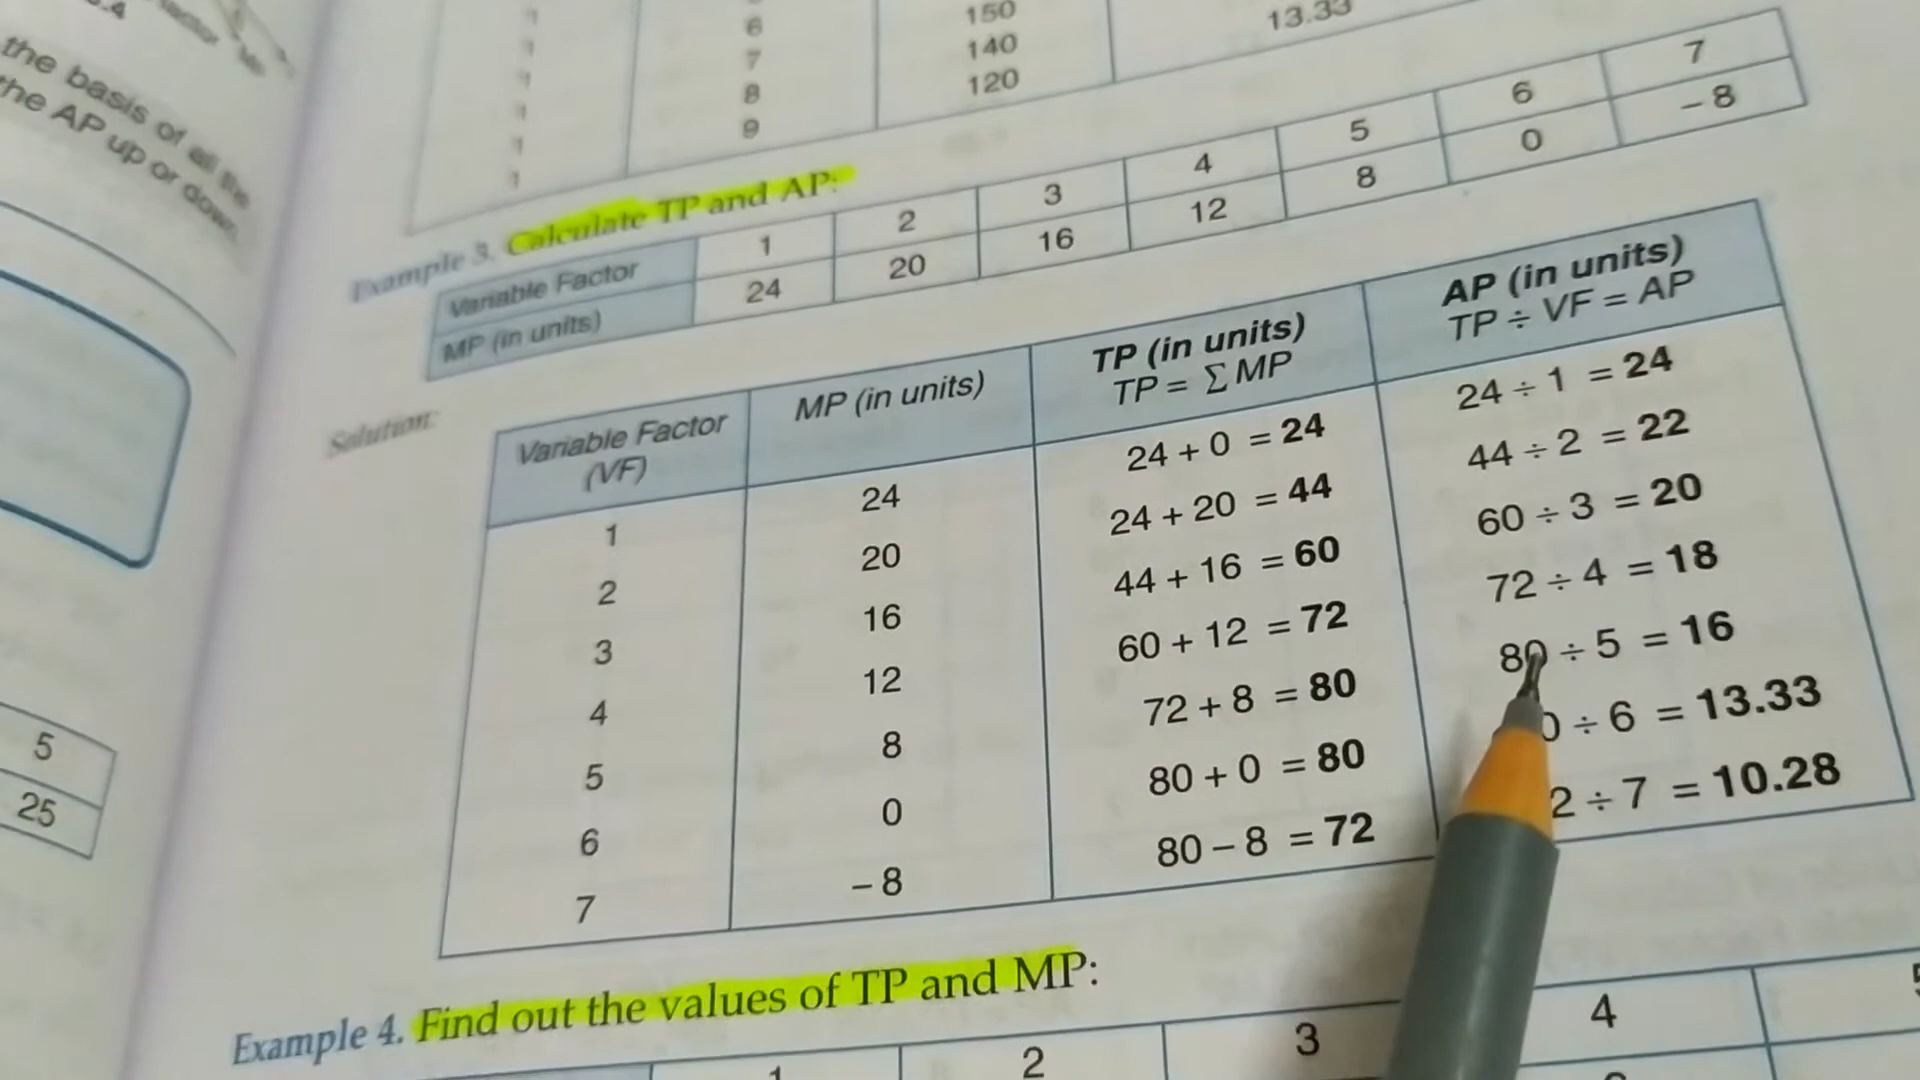 the basis of all the
the AP up or down
5
25
6 150 13.33
7 140
8 120
9
Example 3. Calculate TP and AP:
Variable Factor 1 2 3 4 5 6 7
MP (in units) 24 20 16 12 8 0 – 8
Solution:
Variable Factor (VF) MP (in units) TP (in units) TP = ∑ MP AP (in units) TP ÷ VF = AP
1 24 24 + 0 = 24 24 ÷ 1 = 24
2 20 24 + 20 = 44 44 ÷ 2 = 22
3 16 44 + 16 = 60 60 ÷ 3 = 20
4 12 60 + 12 = 72 72 ÷ 4 = 18
5 8 72 + 8 = 80 80 ÷ 5 = 16
6 0 80 + 0 = 80 0 ÷ 6 = 13.33
7 – 8 80 – 8 = 72 2 ÷ 7 = 10.28
Example 4. Find out the values of TP and MP:
2 3 4